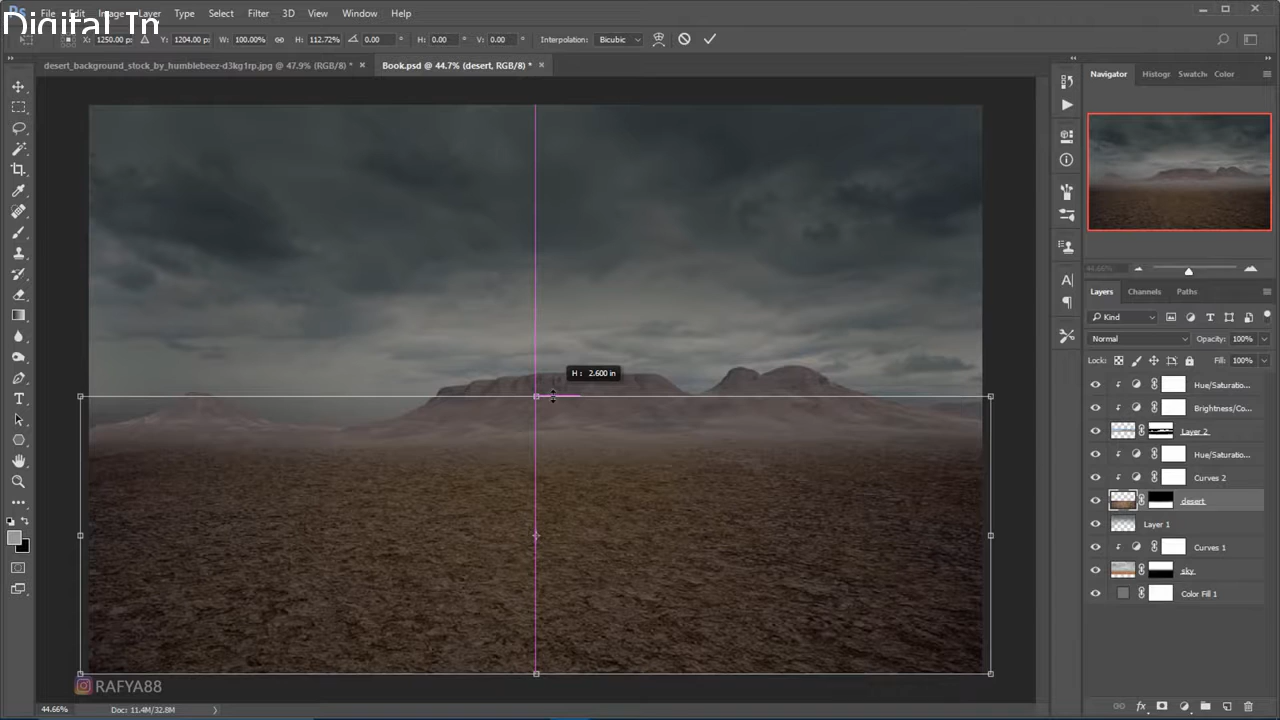 Ps File Edit Image Layer Type Select Filter 3D View Window Help
Digital
X: 1250.00 p: Y: 1204.00 p: W: 100.00% H: 112.72% 0.00 ° H: 0.00 ° V: 0.00 ° Interpolation: Bicubic
desert_background_stock_by_humblebeez-d3kg1rp.jpg @ 47.9% (RGB/8) * ×
Book.psd @ 44.7% (desert, RGB/8) * ×
Navigator Histogr Swatch Color
44.66%
Layers Channels Paths
Kind
Normal Opacity: 100%
Lock: Fill: 100%
Hue/Saturatio...
Brightness/Co...
Layer 2
Hue/Saturatio...
Curves 2
desert
Layer 1
Curves 1
sky
Color Fill 1
H : 2.600 in
RAFYA88
44.66% Doc: 11.4M/32.8M